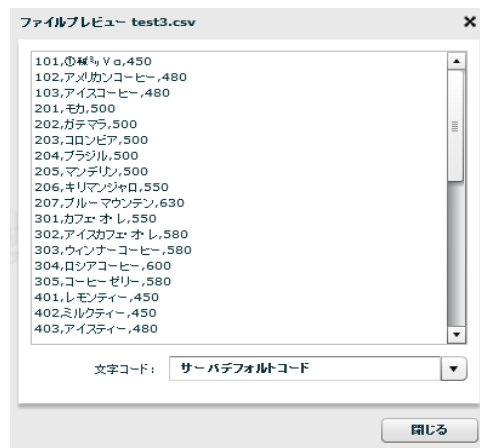 ファイルプレビュー test3.csv
101,①㈱㍉Ⅴα,450
102,アメリカンコーヒー,480
103,アイスコーヒー,480
201,モカ,500
202,ガテマラ,500
203,コロンビア,500
204,ブラジル,500
205,マンデリン,500
206,キリマンジャロ,550
207,ブルーマウンテン,630
301,カフェ・オ・レ,550
302,アイスカフェ・オ・レ,580
303,ウィンナーコーヒー,580
304,ロシアコーヒー,600
305,コーヒーゼリー,580
401,レモンティー,450
402,ミルクティー,450
403,アイスティー,480
文字コード: サーバデフォルトコード
閉じる